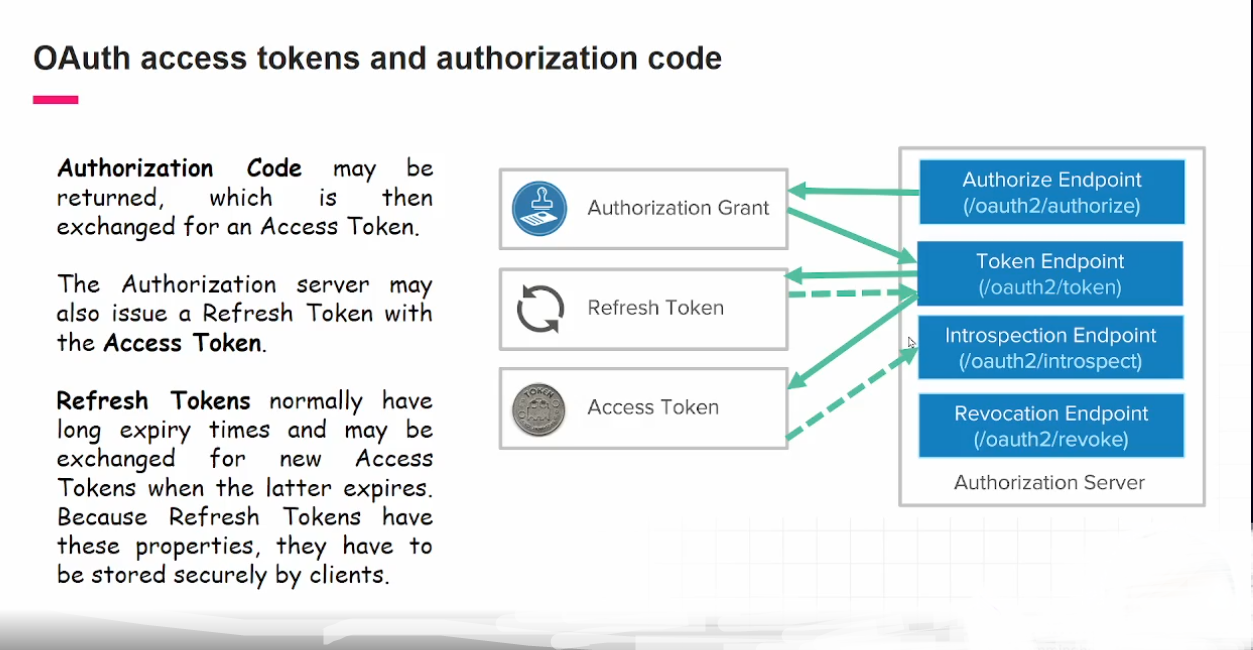 OAuth access tokens and authorization code
Authorization Code may be
returned, which is then
exchanged for an Access Token.
The Authorization server may
also issue a Refresh Token with
the Access Token.
Refresh Tokens normally have
long expiry times and may be
exchanged for new Access
Tokens when the latter expires.
Because Refresh Tokens have
these properties, they have to
be stored securely by clients.
Authorization Grant
Refresh Token
TOKEN
Access Token
Authorize Endpoint
(/oauth2/authorize)
Token Endpoint
(/oauth2/token)
Introspection Endpoint
(/oauth2/introspect)
Revocation Endpoint
(/oauth2/revoke)
Authorization Server